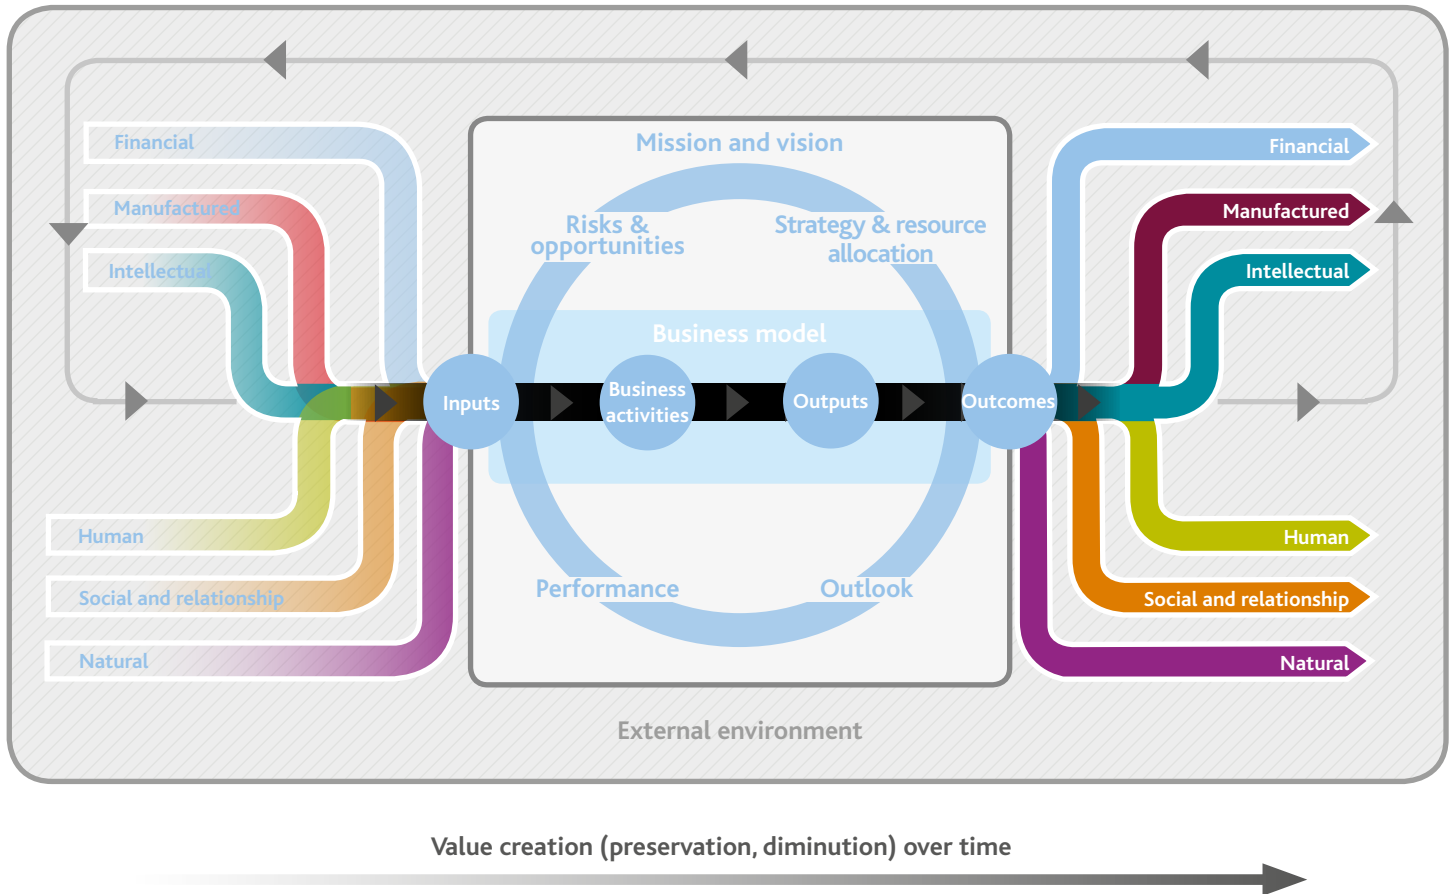 Financial
Manufactured
Intellectual
Human
Social and relationship
Natural
Mission and vision
Risks &
opportunities
Strategy & resource
allocation
Business model
Inputs
Business
activities
Outputs
Outcomes
Performance
Outlook
Financial
Manufactured
Intellectual
Human
Social and relationship
Natural
External environment
Value creation (preservation, diminution) over time